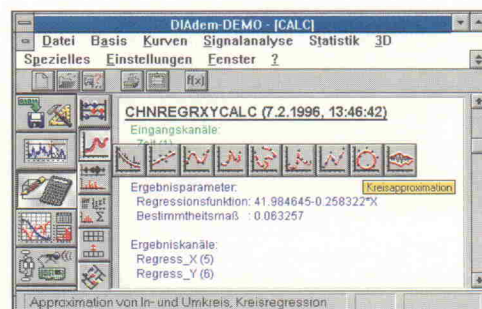 DIAdem-DEMO - [CALC]
Datei Basis Kurven Signalanalyse Statistik 3D
Spezielles Einstellungen Fenster ?
f(x)
CHNREGRXYCALC (7.2.1996, 13:46:42)
Eingangskanäle:
Zeit (1)
Kreisapproximation
Ergebnisparameter:
Regressionsfunktion: 41.984645-0.258322*X
Bestimmtheitsmaß : 0.063257
Ergebniskanäle:
Regress_X (5)
Regress_Y (6)
Approximation von In- und Umkreis, Kreisregression